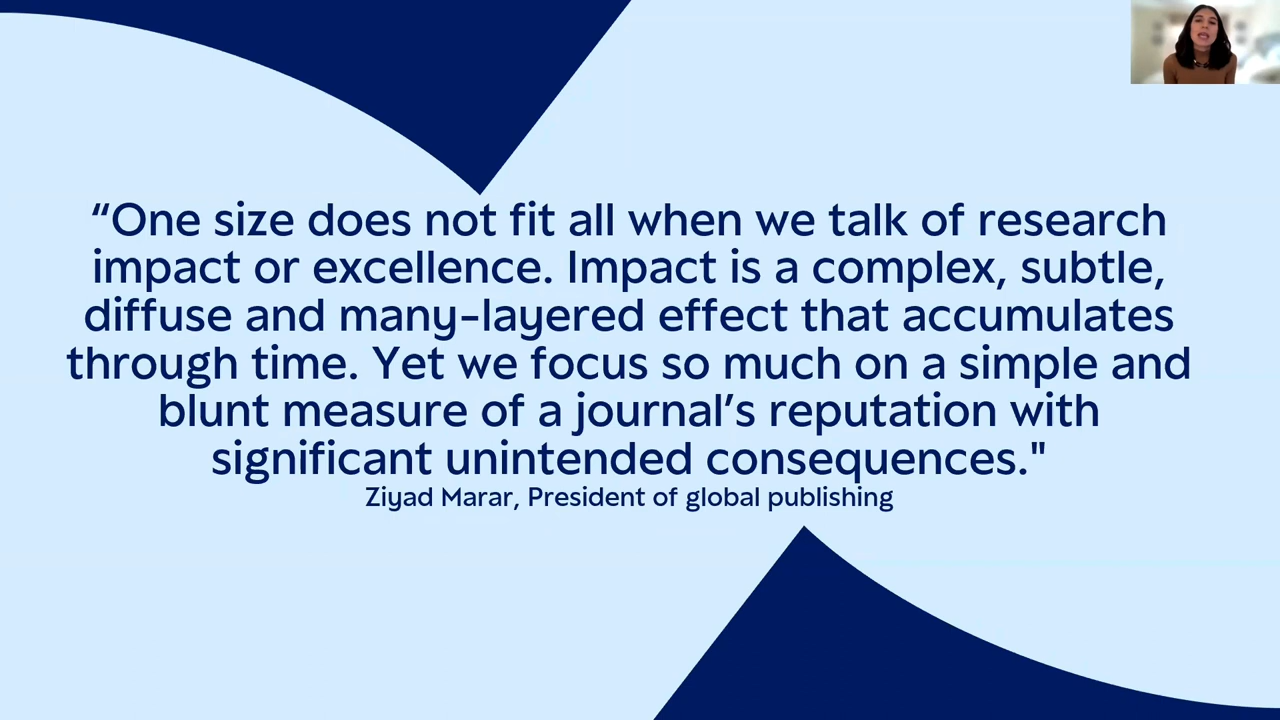 “One size does not fit all when we talk of research
impact or excellence. Impact is a complex, subtle,
diffuse and many-layered effect that accumulates
through time. Yet we focus so much on a simple and
blunt measure of a journal’s reputation with
significant unintended consequences."
Ziyad Marar, President of global publishing